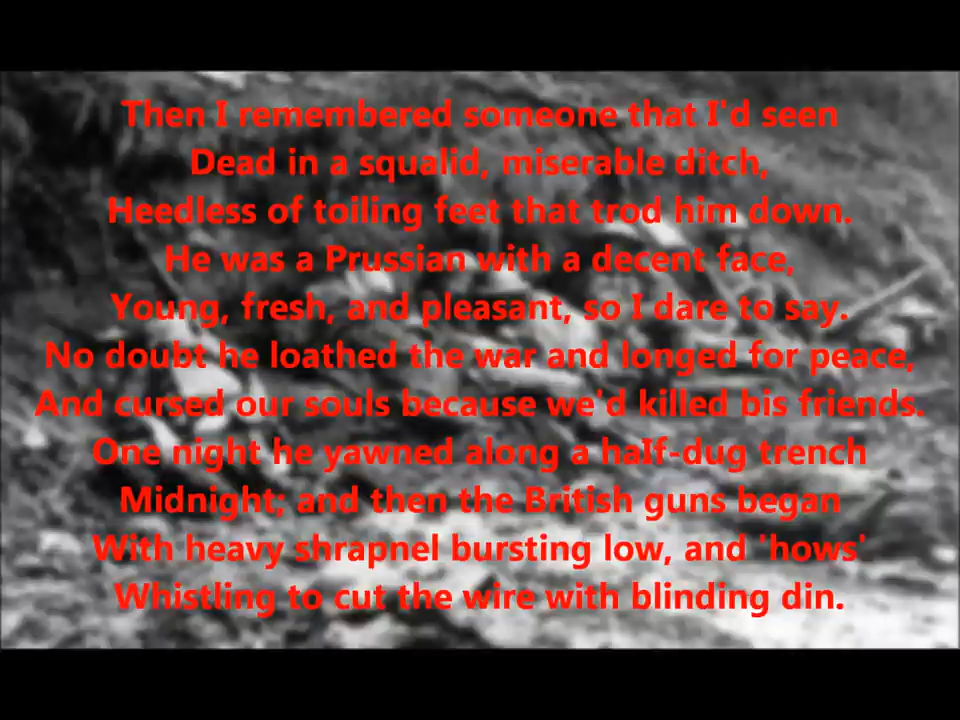 Then I remembered someone that I'd seen
Dead in a squalid, miserable ditch,
Heedless of toiling feet that trod him down.
He was a Prussian with a decent face,
Young, fresh, and pleasant, so I dare to say.
No doubt he loathed the war and longed for peace,
And cursed our souls because we'd killed bis friends.
One night he yawned along a haIf-dug trench
Midnight; and then the British guns began
With heavy shrapnel bursting low, and 'hows'
Whistling to cut the wire with blinding din.